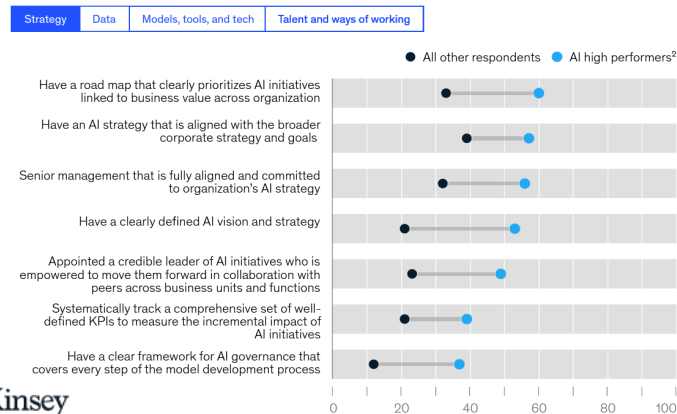 Strategy
Data
Models, tools, and tech
Talent and ways of working
All other respondents
AI high performers²
Have a road map that clearly prioritizes AI initiatives
linked to business value across organization
Have an AI strategy that is aligned with the broader
corporate strategy and goals
Senior management that is fully aligned and committed
to organization's AI strategy
Have a clearly defined AI vision and strategy
Appointed a credible leader of AI initiatives who is
empowered to move them forward in collaboration with
peers across business units and functions
Systematically track a comprehensive set of well-
defined KPIs to measure the incremental impact of
AI initiatives
Have a clear framework for AI governance that
covers every step of the model development process
0 20 40 60 80 100
Kinsey